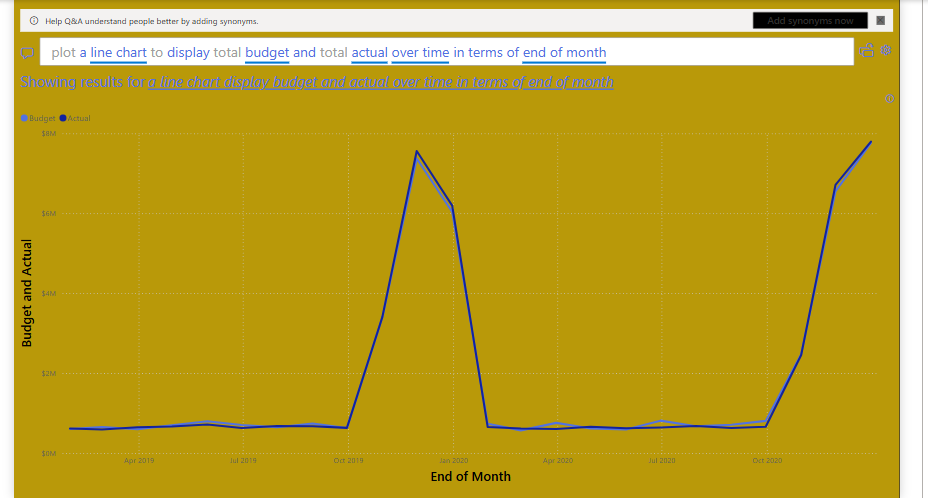 Help Q&A understand people better by adding synonyms.
Add synonyms now
plot a line chart to display total budget and total actual over time in terms of end of month
Showing results for a line chart display budget and actual over time in terms of end of month
Budget Actual
$8M
$6M
$4M
$2M
$0M
Budget and Actual
Apr 2019 Jul 2019 Oct 2019 Jan 2020 Apr 2020 Jul 2020 Oct 2020
End of Month